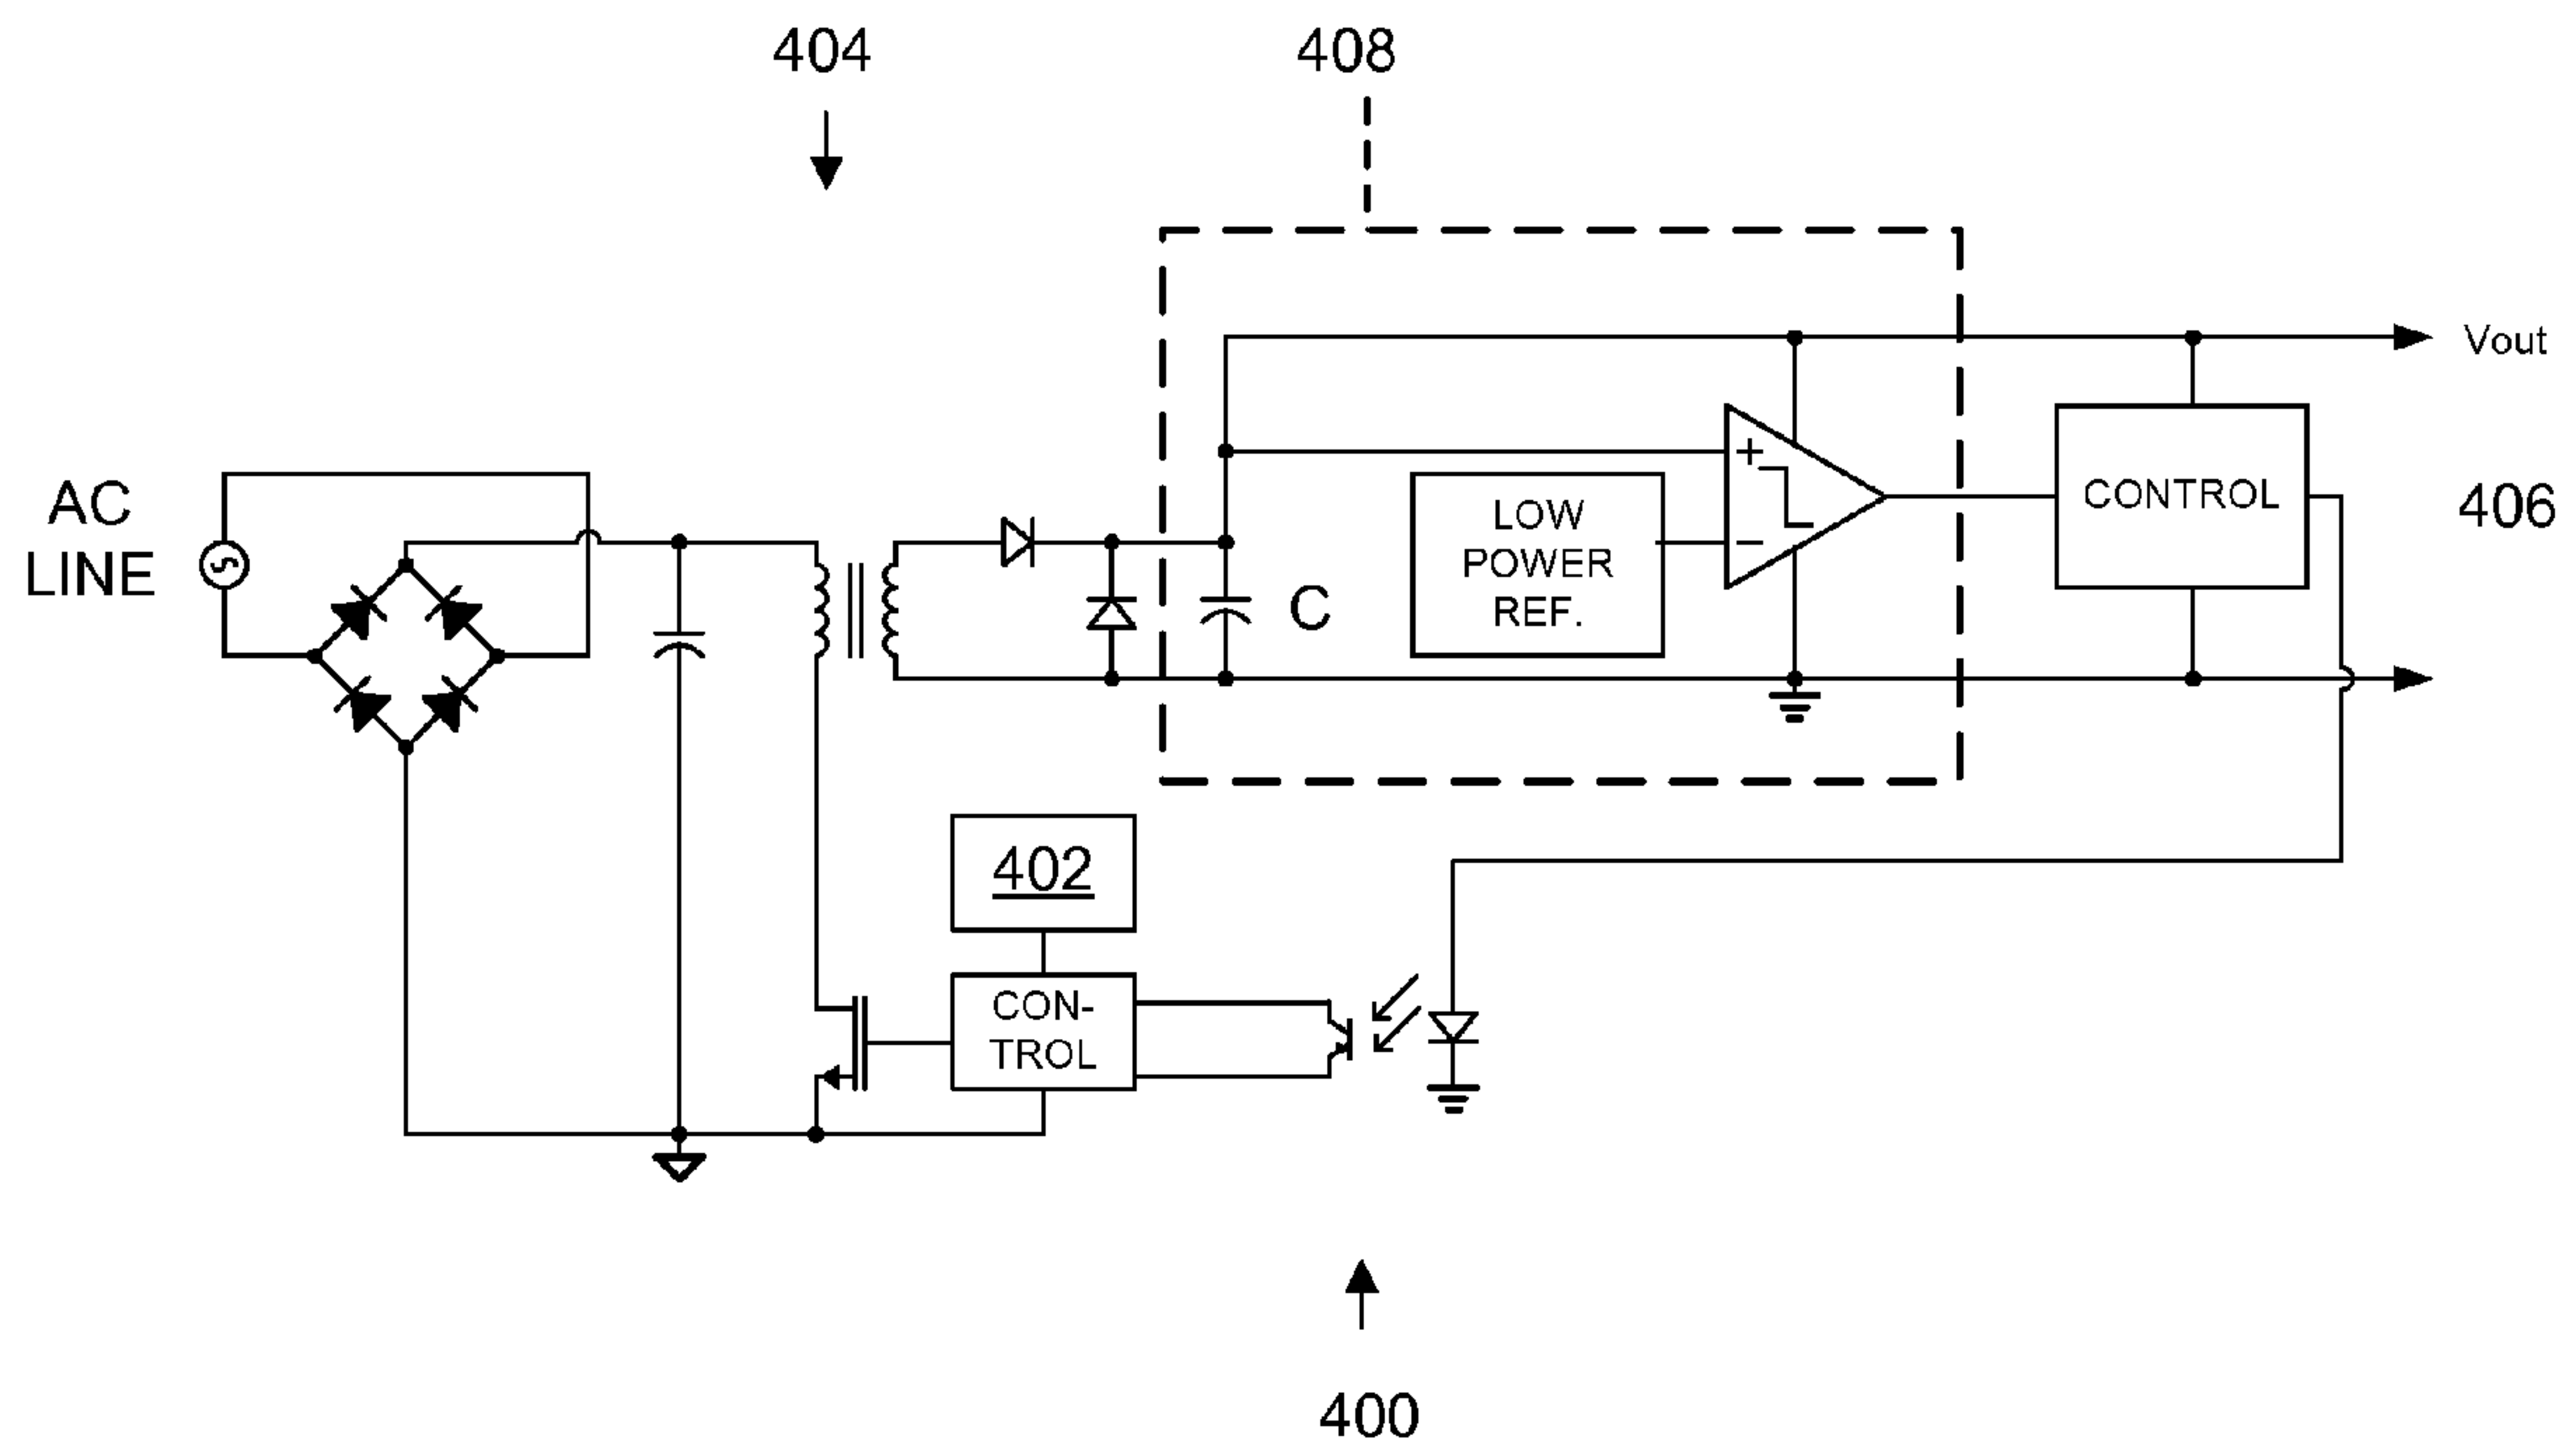 404
408
Vout
AC
LINE
LOW
POWER
REF.
+
−
CONTROL
406
C
402
CON-
TROL
400